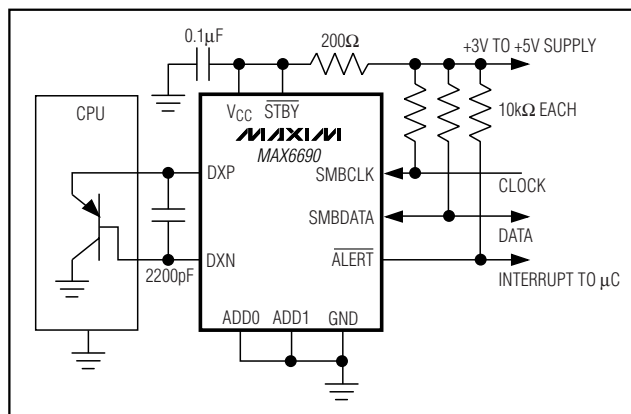 0.1μF
200Ω
+3V TO +5V SUPPLY
CPU
VCC
STBY
10kΩ EACH
MAXIM
MAX6690
DXP
SMBCLK
CLOCK
SMBDATA
DATA
2200pF
DXN
ALERT
INTERRUPT TO μC
ADD0
ADD1
GND